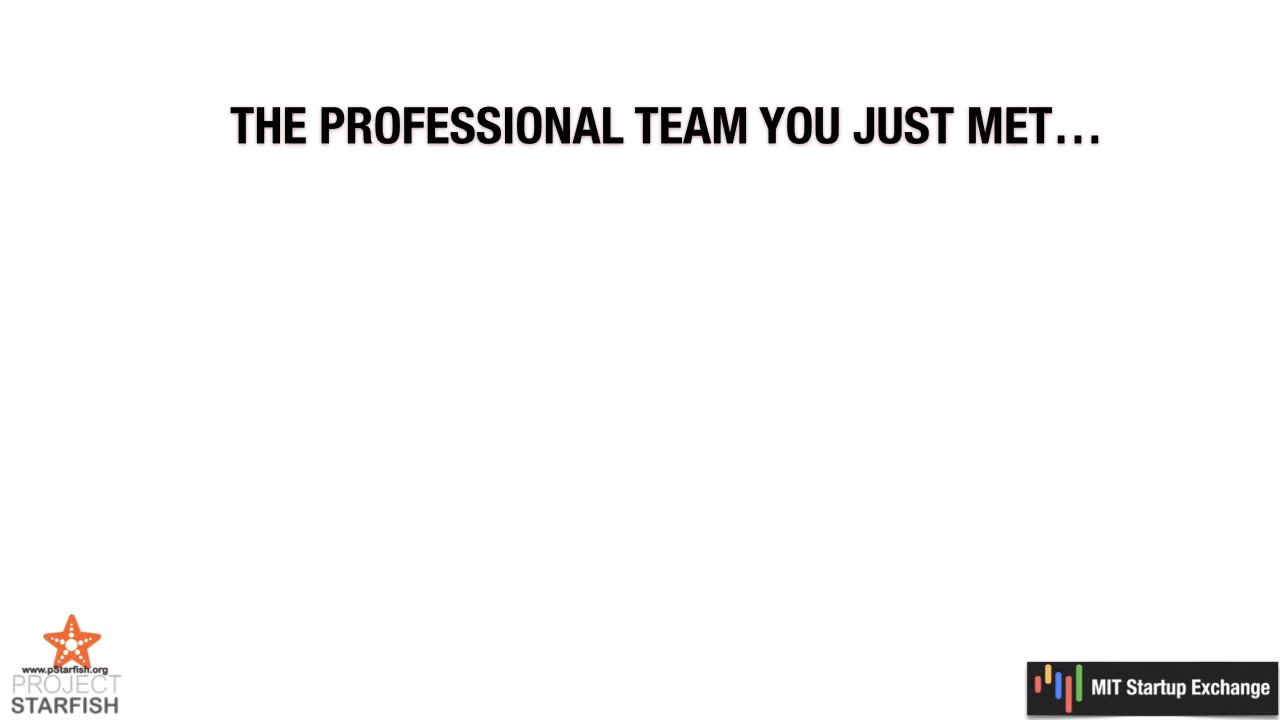 THE PROFESSIONAL TEAM YOU JUST MET…
www.pStarfish.org
PROJECT
STARFISH
MIT Startup Exchange